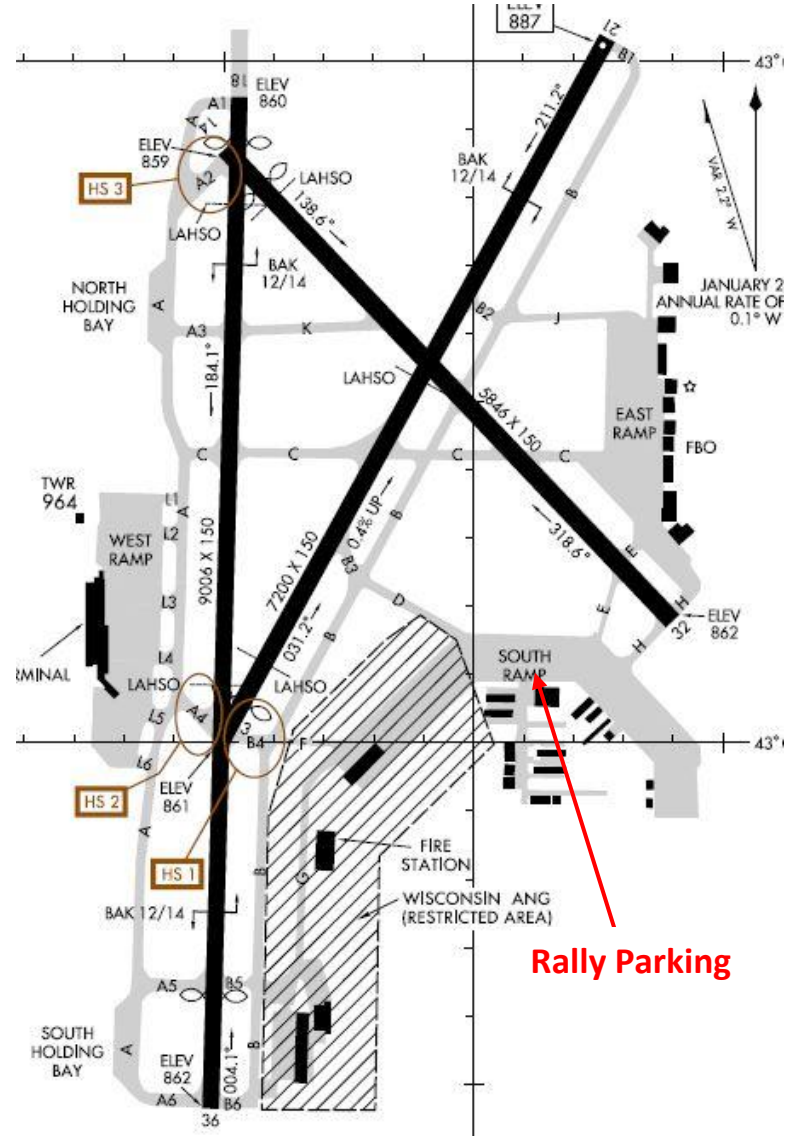 ELEV
887
21
B1
43°
18
A1
ELEV
860
A
14
ELEV
859
HS 3
A2
LAHSO
LAHSO
138.6°
211.2°
BAK
12/14
B
VAR 2.2° W
JANUARY 2
ANNUAL RATE OF
0.1° W
NORTH
HOLDING
BAY
A
BAK
12/14
A3
K
B2
J
184.1°
LAHSO
5846 X 150
EAST
RAMP
FBO
C
C
C
C
TWR
964
L1
A
L2
WEST
RAMP
L3
L4
9006 X 150
7200 X 150
0.4% UP
B
B3
318.6°
E
E
D
H
H
32
ELEV
862
031.2°
B
RMINAL
LAHSO
LAHSO
SOUTH
RAMP
L5
A4
3
B4
F
43°
L6
ELEV
861
HS 2
HS 1
A
B
G
FIRE
STATION
BAK 12/14
WISCONSIN ANG
(RESTRICTED AREA)
Rally Parking
A5
B5
SOUTH
HOLDING
BAY
A
ELEV
862
004.1°
B
A6
B6
36